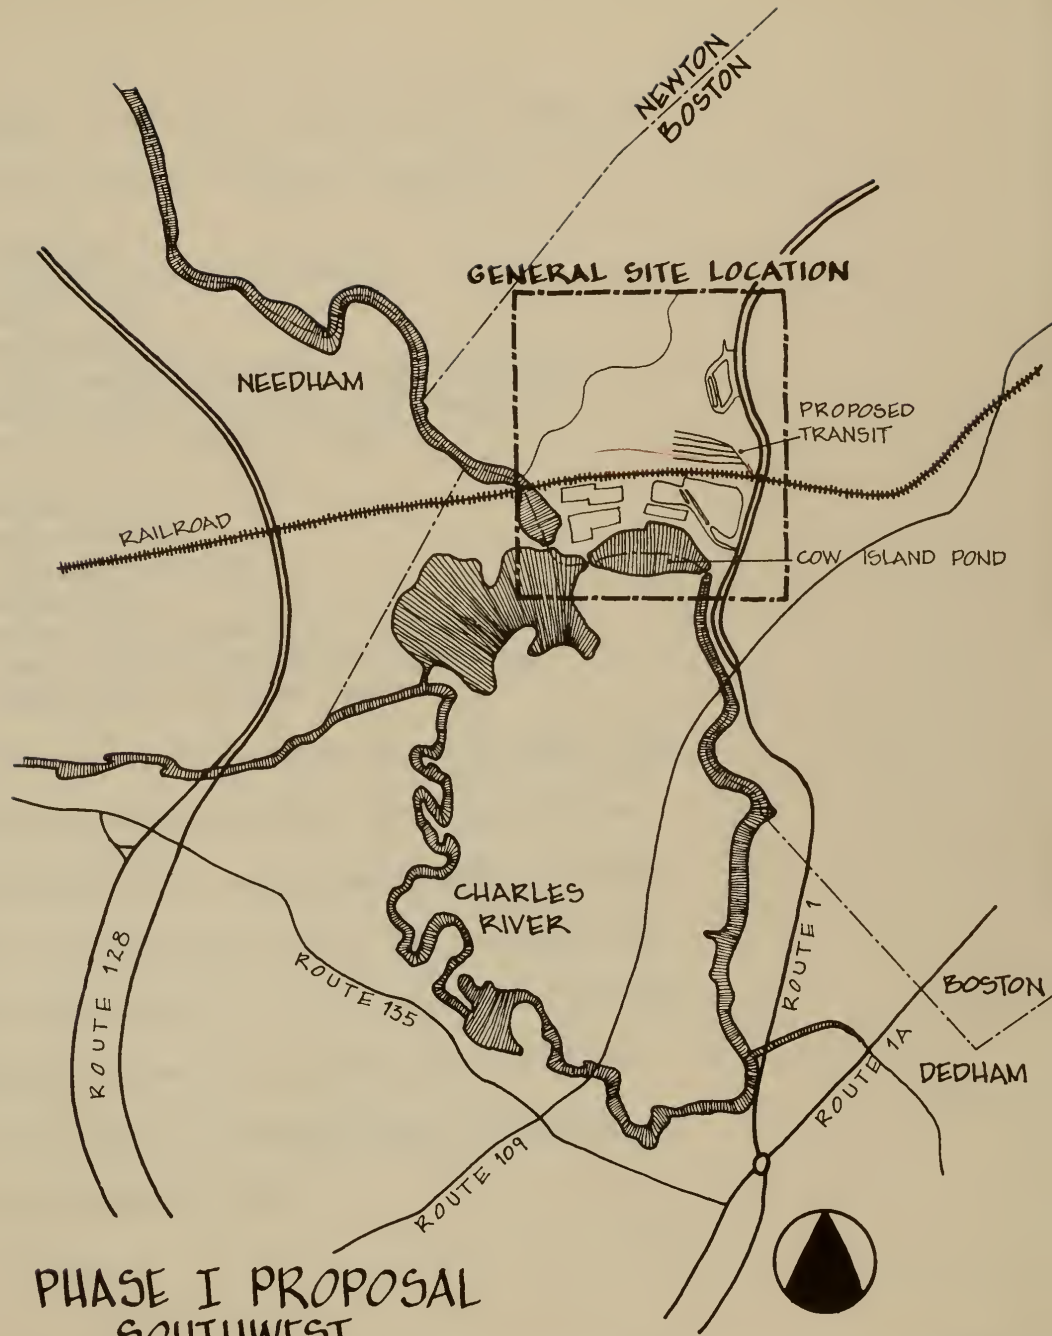 NEWTON
BOSTON
GENERAL SITE LOCATION
NEEDHAM
PROPOSED
TRANSIT
RAILROAD
COW ISLAND POND
CHARLES
RIVER
ROUTE 128
ROUTE 135
ROUTE 1
BOSTON
ROUTE 1A
DEDHAM
ROUTE 109
PHASE I PROPOSAL
SOUTHWEST